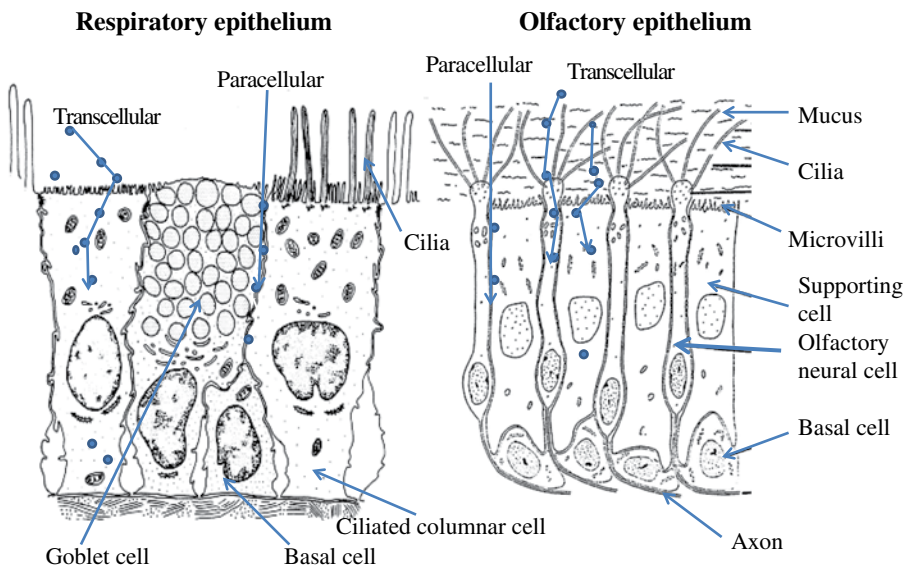 Respiratory epithelium
Transcellular
Paracellular
Cilia
Goblet cell
Basal cell
Ciliated columnar cell
Olfactory epithelium
Paracellular
Transcellular
Mucus
Cilia
Microvilli
Supporting
cell
Olfactory
neural cell
Basal cell
Axon